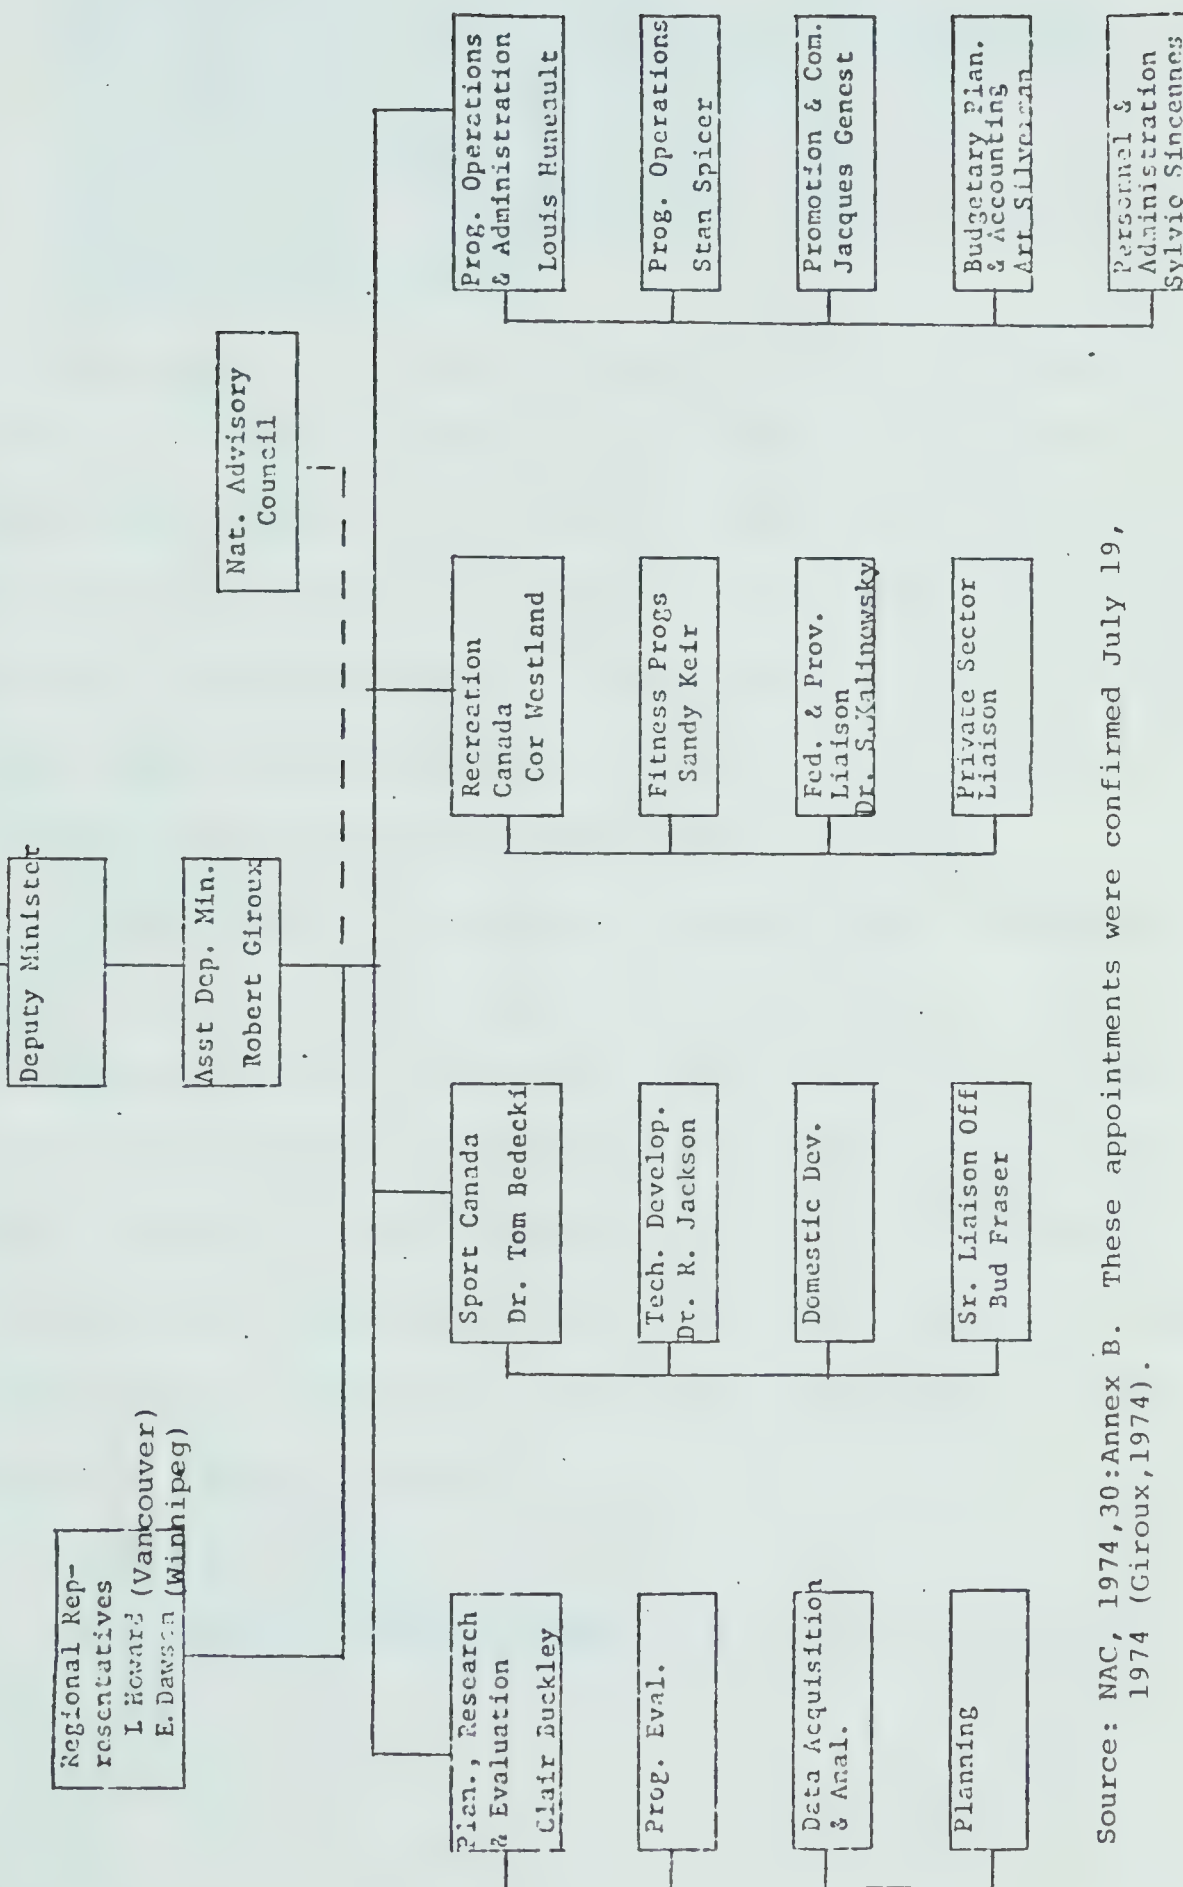 Deputy Minister
Asst Dep. Min.
Robert Giroux
Regional Rep-
resentatives
L Howard (Vancouver)
E. Dawson (Winnipeg)
Nat. Advisory
Council
Plan., Research
& Evaluation
Clair Buckley
Prog. Eval.
Data Acquisition
& Anal.
Planning
Sport Canada
Dr. Tom Bedecki
Tech. Develop.
Dr. R. Jackson
Domestic Dev.
Sr. Liaison Off
Bud Fraser
Recreation
Canada
Cor Westland
Fitness Progs
Sandy Keir
Fed. & Prov.
Liaison
Dr. S.Kalinowsky
Private Sector
Liaison
Prog. Operations
& Administration
Louis Huneault
Prog. Operations
Stan Spicer
Promotion & Com.
Jacques Genest
Budgetary Plan.
& Accounting
Art Silverman
Personnel &
Administration
Sylvie Sincennes
Source: NAC, 1974,30:Annex B. These appointments were confirmed July 19,
1974 (Giroux,1974).